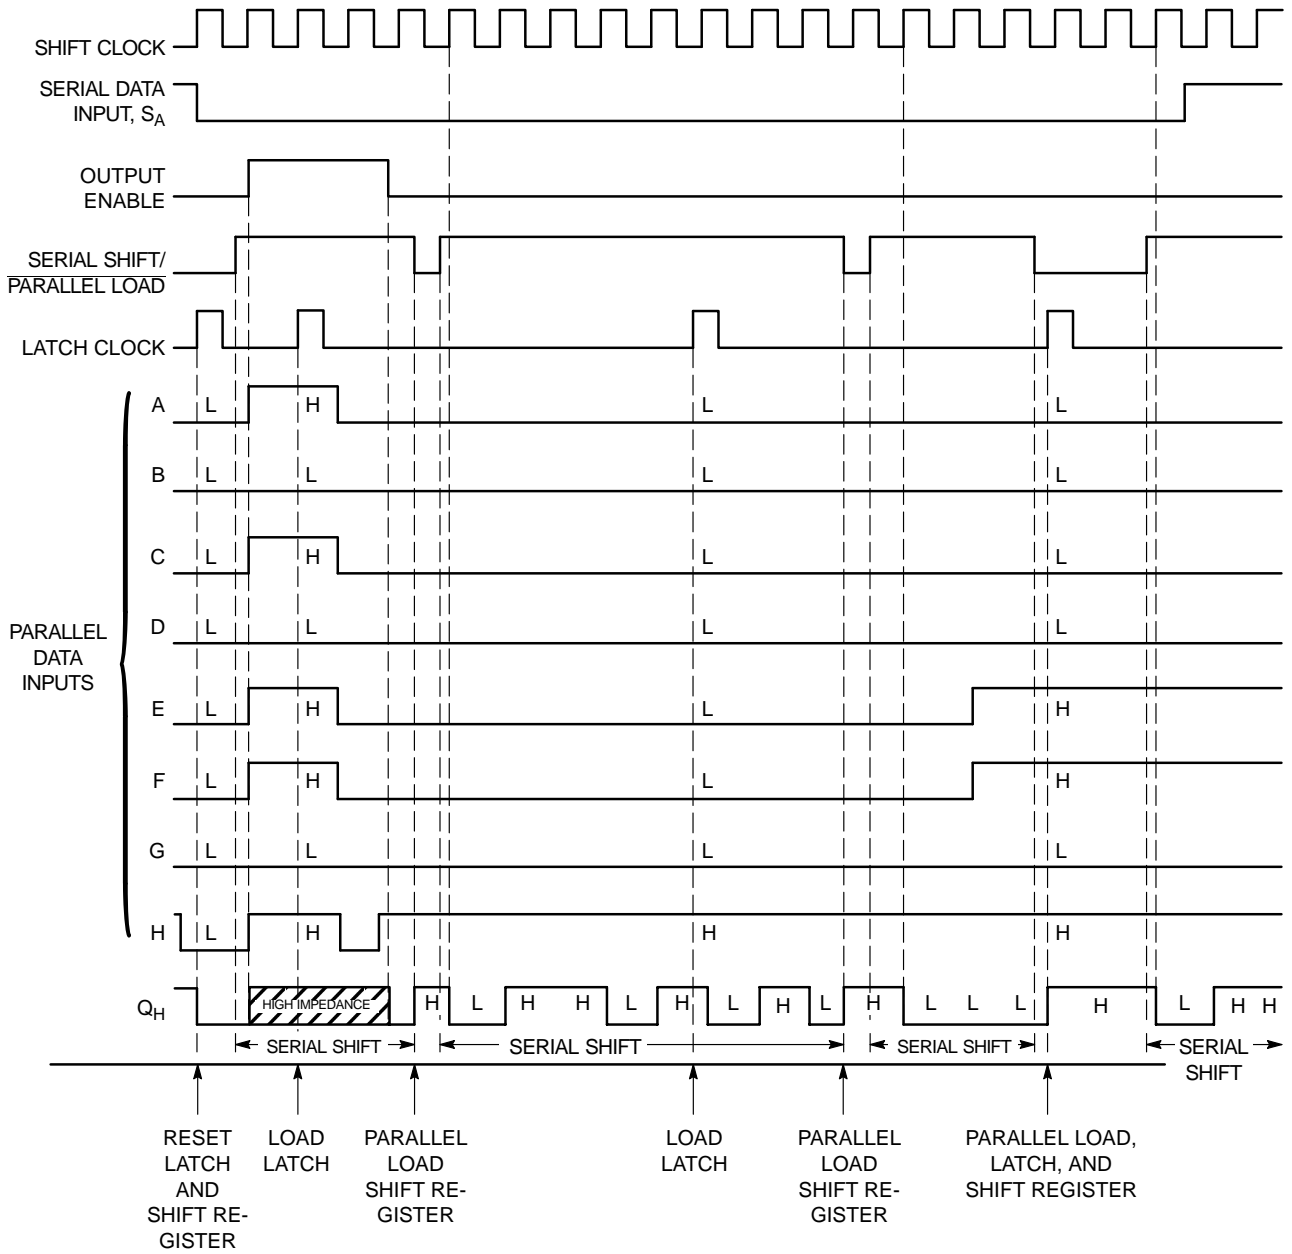 SHIFT CLOCK
SERIAL DATA
INPUT, SA
OUTPUT
ENABLE
SERIAL SHIFT/
PARALLEL LOAD
LATCH CLOCK
A L H L L
B L L L L
C L H L L
D L L L L
PARALLEL
DATA
INPUTS
E L H L H
F L H L H
G L L L L
H L H H H
QH HIGH IMPEDANCE H L H H L H L H L H L L L H L H H
SERIAL SHIFT SERIAL SHIFT SERIAL SHIFT SERIAL
SHIFT
RESET
LATCH
AND
SHIFT RE-
GISTER
LOAD
LATCH
PARALLEL
LOAD
SHIFT RE-
GISTER
LOAD
LATCH
PARALLEL
LOAD
SHIFT RE-
GISTER
PARALLEL LOAD,
LATCH, AND
SHIFT REGISTER